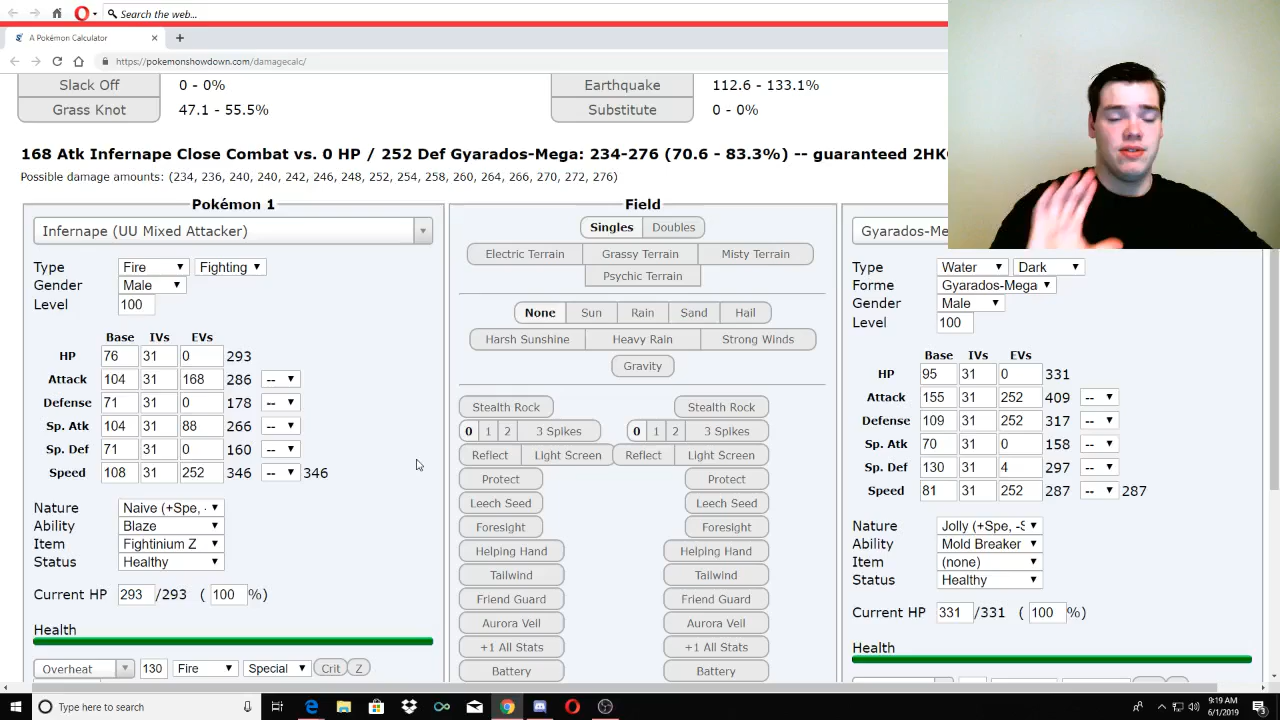 Search the web...
A Pokémon Calculator
https://pokemonshowdown.com/damagecalc/
Slack Off 0 - 0% Earthquake 112.6 - 133.1%
Grass Knot 47.1 - 55.5% Substitute 0 - 0%
168 Atk Infernape Close Combat vs. 0 HP / 252 Def Gyarados-Mega: 234-276 (70.6 - 83.3%) -- guaranteed 2HK
Possible damage amounts: (234, 236, 240, 240, 242, 246, 248, 252, 254, 258, 260, 264, 266, 270, 272, 276)
Pokémon 1
Infernape (UU Mixed Attacker)
Type Fire Fighting
Gender Male
Level 100
Base IVs EVs
HP 76 31 0 293
Attack 104 31 168 286 --
Defense 71 31 0 178 --
Sp. Atk 104 31 88 266 --
Sp. Def 71 31 0 160 --
Speed 108 31 252 346 -- 346
Nature Naive (+Spe, -
Ability Blaze
Item Fightinium Z
Status Healthy
Current HP 293 /293 ( 100 %)
Health
Overheat 130 Fire Special Crit Z
Field
Singles Doubles
Electric Terrain Grassy Terrain Misty Terrain
Psychic Terrain
None Sun Rain Sand Hail
Harsh Sunshine Heavy Rain Strong Winds
Gravity
Stealth Rock Stealth Rock
0 1 2 3 Spikes 0 1 2 3 Spikes
Reflect Light Screen Reflect Light Screen
Protect Protect
Leech Seed Leech Seed
Foresight Foresight
Helping Hand Helping Hand
Tailwind Tailwind
Friend Guard Friend Guard
Aurora Veil Aurora Veil
+1 All Stats +1 All Stats
Battery Battery
Gyarados-Me
Type Water Dark
Forme Gyarados-Mega
Gender Male
Level 100
Base IVs EVs
HP 95 31 0 331
Attack 155 31 252 409 --
Defense 109 31 252 317 --
Sp. Atk 70 31 0 158 --
Sp. Def 130 31 4 297 --
Speed 81 31 252 287 -- 287
Nature Jolly (+Spe, -S
Ability Mold Breaker
Item (none)
Status Healthy
Current HP 331 /331 ( 100 %)
Health
Type here to search
9:19 AM
6/1/2019